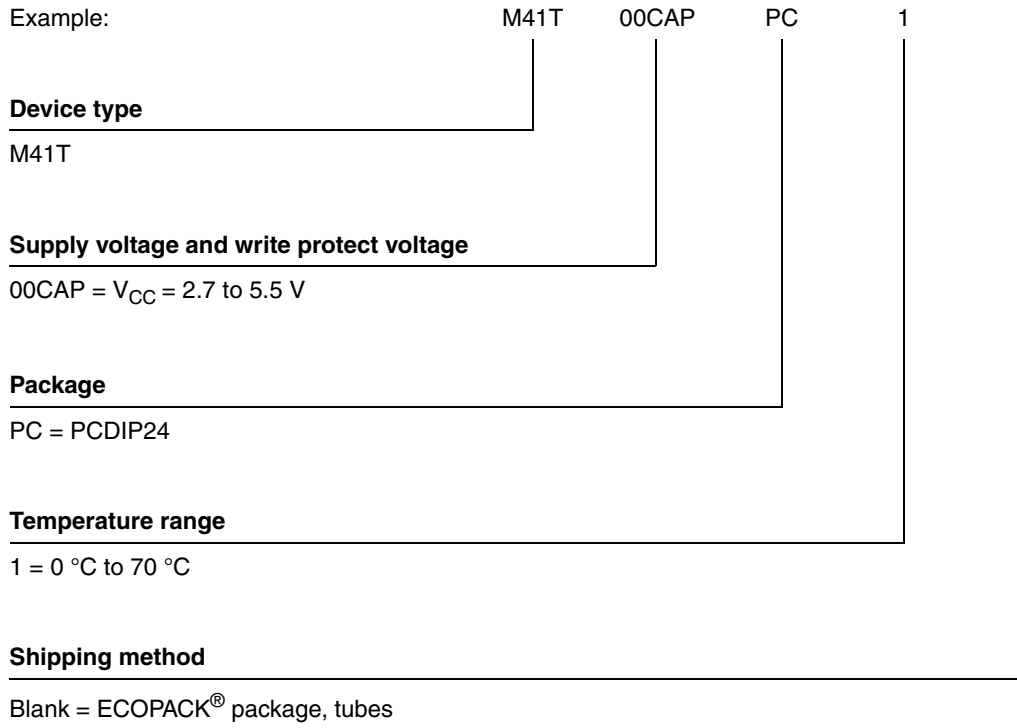 Example: M41T 00CAP PC 1
Device type
M41T
Supply voltage and write protect voltage
00CAP = VCC = 2.7 to 5.5 V
Package
PC = PCDIP24
Temperature range
1 = 0 °C to 70 °C
Shipping method
Blank = ECOPACK® package, tubes